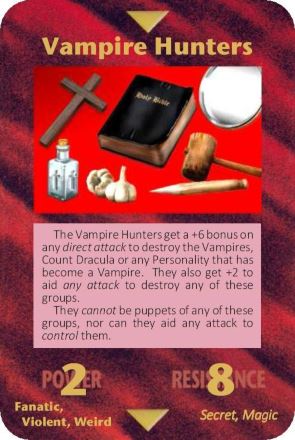 Vampire Hunters
Holy Bible
The Vampire Hunters get a +6 bonus on
any direct attack to destroy the Vampires,
Count Dracula or any Personality that has
become a Vampire. They also get +2 to
aid any attack to destroy any of these
groups.
They cannot be puppets of any of these
groups, nor can they aid any attack to
control them.
POWER
2
RESISTANCE
8
Fanatic,
Violent, Weird
Secret, Magic